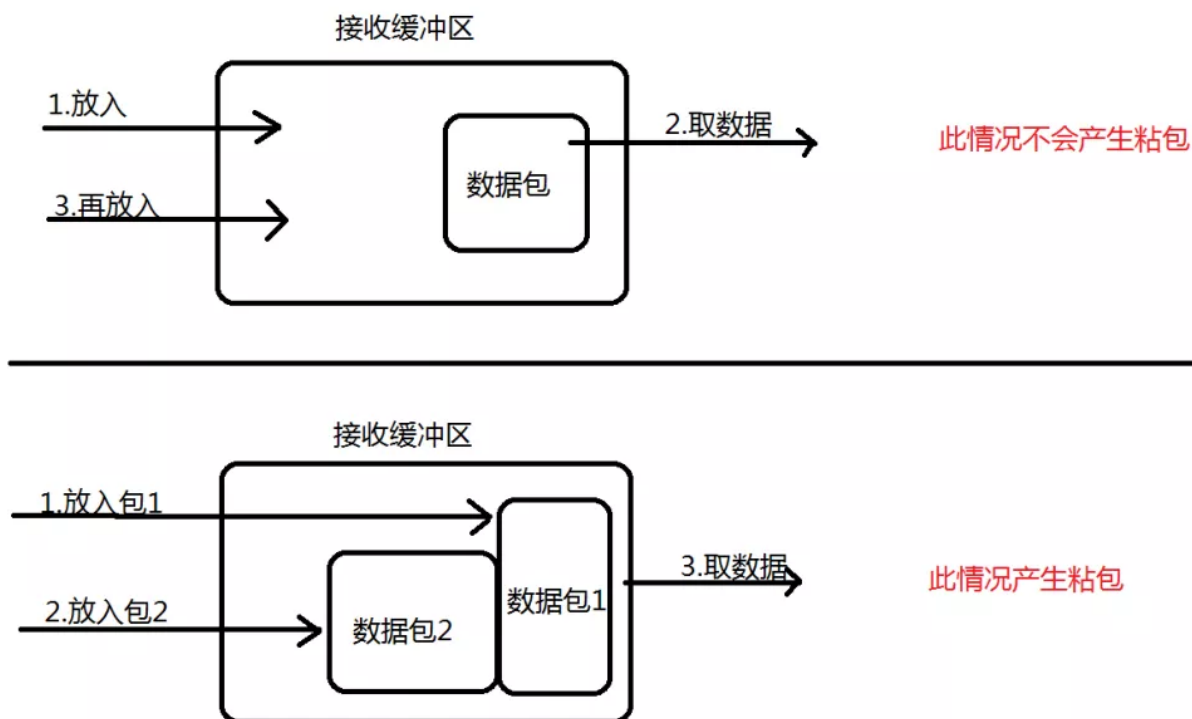 接收缓冲区
1.放入
2.取数据
此情况不会产生粘包
数据包
3.再放入
接收缓冲区
1.放入包1
3.取数据
此情况产生粘包
数据包1
2.放入包2
数据包2